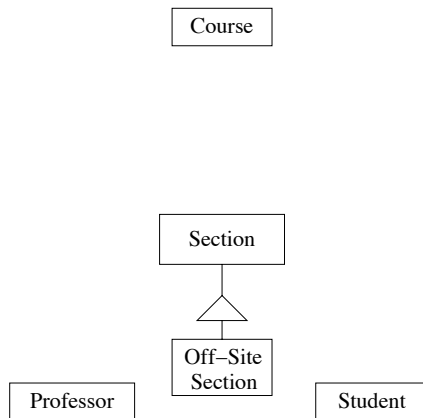 Course
Section
Off–Site
Section
Professor
Student